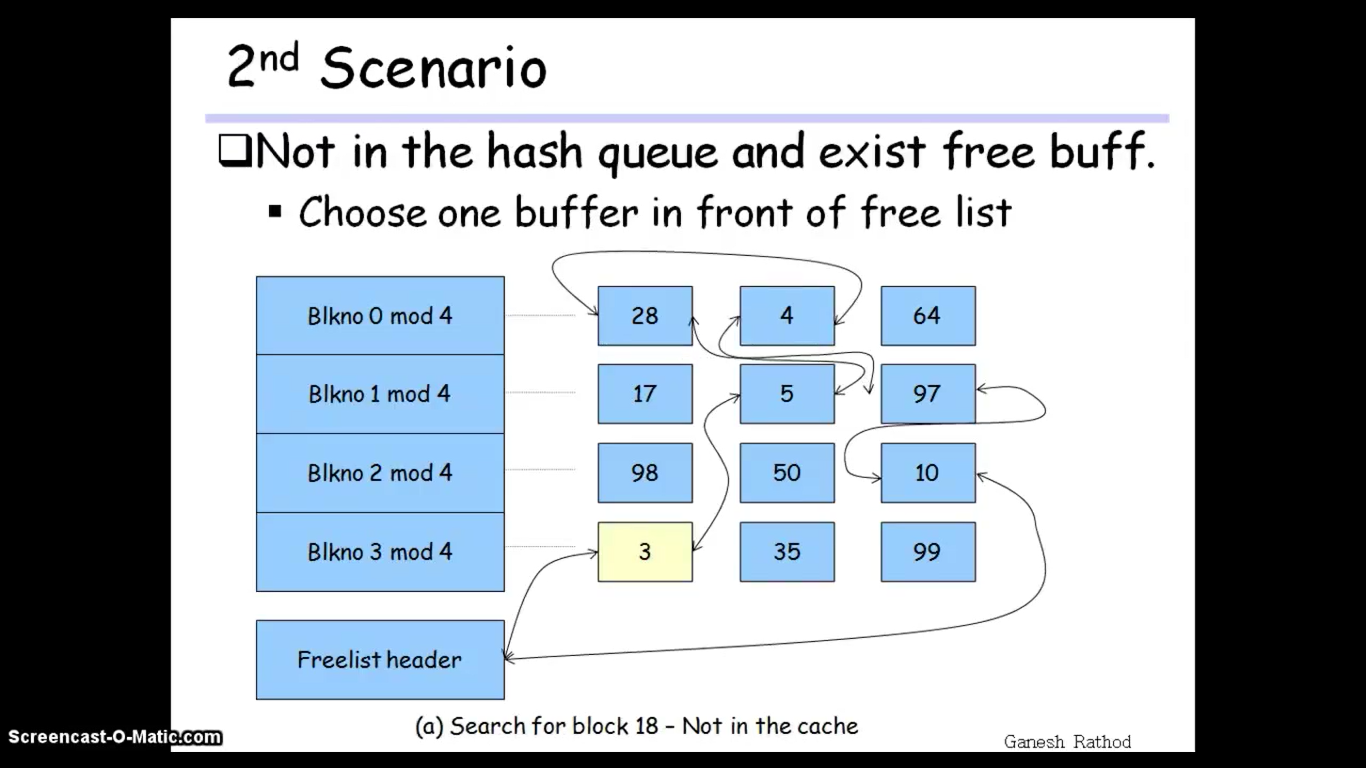 2nd Scenario
❑Not in the hash queue and exist free buff.
▪ Choose one buffer in front of free list
Blkno 0 mod 4 28 4 64
Blkno 1 mod 4 17 5 97
Blkno 2 mod 4 98 50 10
Blkno 3 mod 4 3 35 99
Freelist header
(a) Search for block 18 – Not in the cache
Screencast-O-Matic.com
Ganesh Rathod